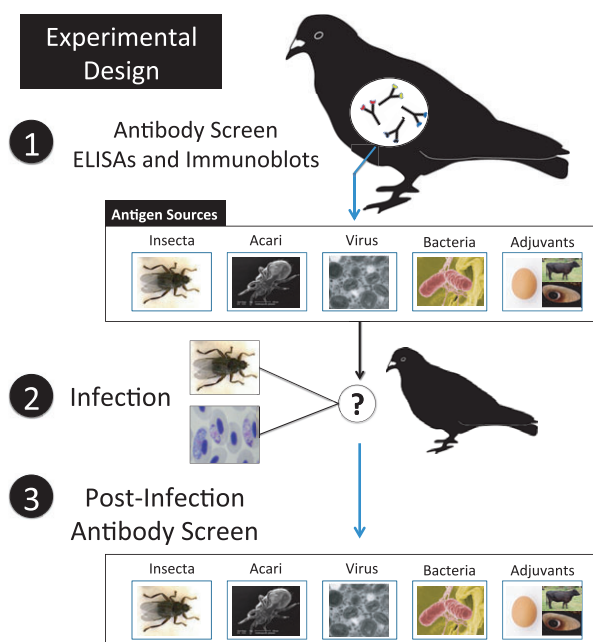 Experimental
Design
1
Antibody Screen
ELISAs and Immunoblots
Antigen Sources
Insecta
Acari
Virus
Bacteria
Adjuvants
2
Infection
?
3
Post-Infection
Antibody Screen
Insecta
Acari
Virus
Bacteria
Adjuvants